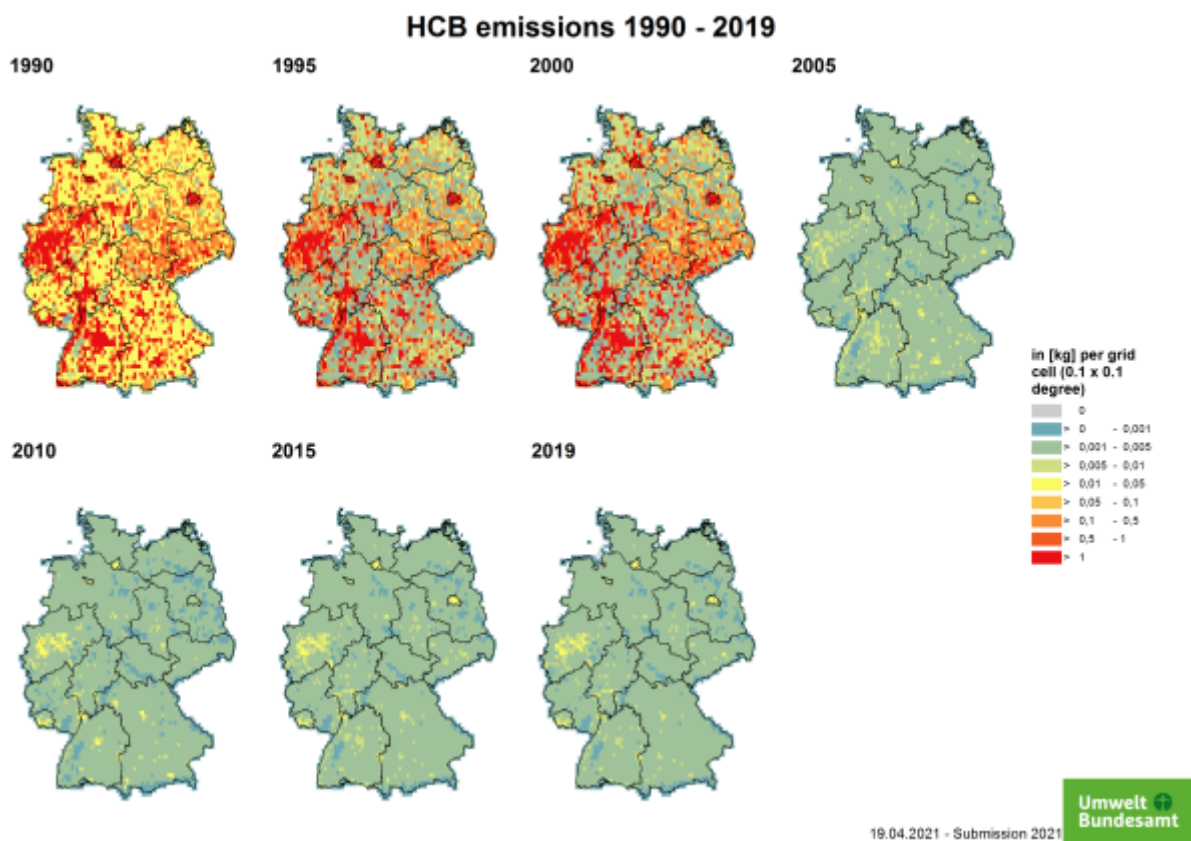 HCB emissions 1990 - 2019
1990
1995
2000
2005
in [kg] per grid
cell (0.1 x 0.1
degree)
0
> 0 - 0,001
> 0,001 - 0,005
> 0,005 - 0,01
> 0,01 - 0,05
> 0,05 - 0,1
> 0,1 - 0,5
> 0,5 - 1
> 1
2010
2015
2019
Umwelt
Bundesamt
19.04.2021 - Submission 2021